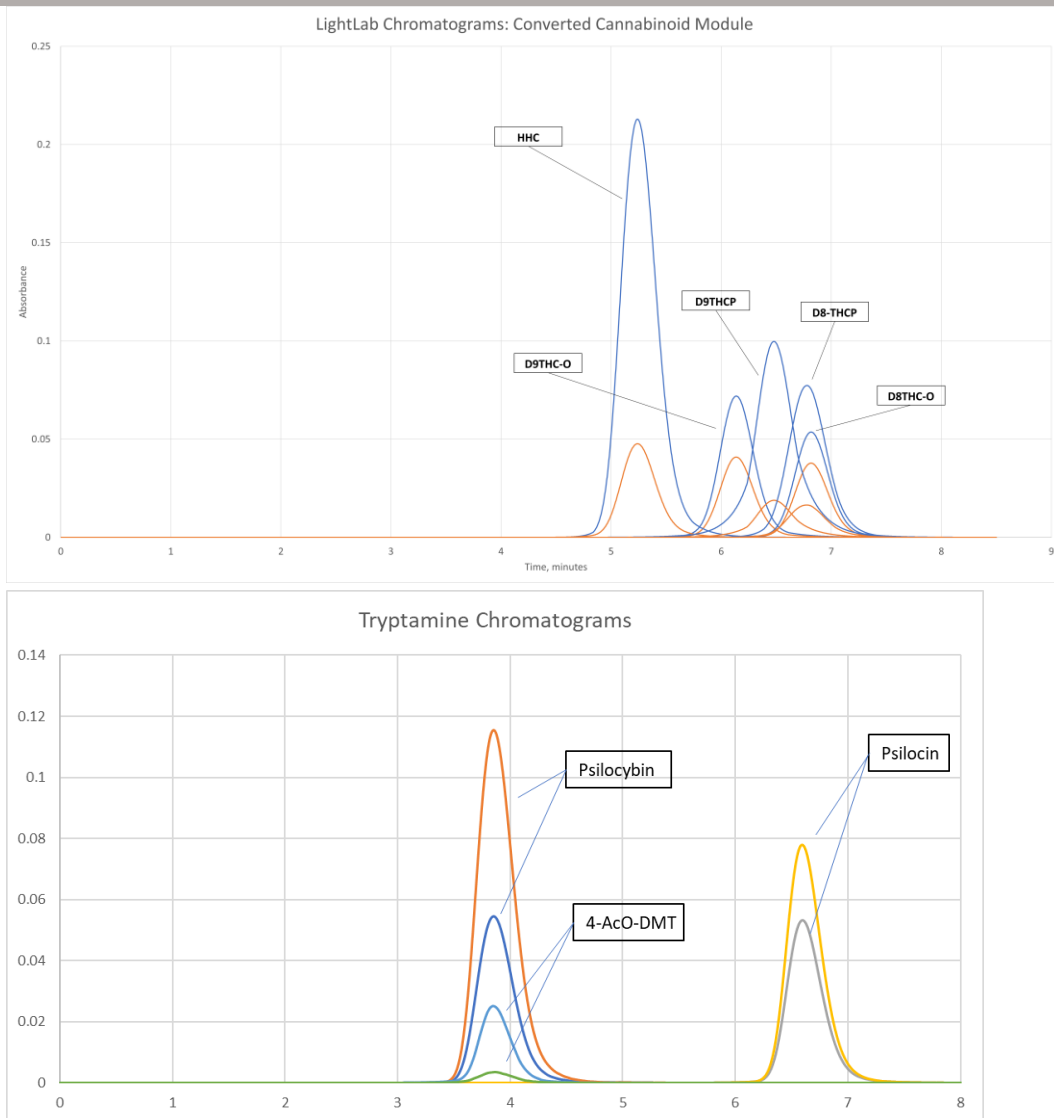 LightLab Chromatograms: Converted Cannabinoid Module
0.25
0.2
0.15
0.1
0.05
0
Absorbance
HHC
D9THCP
D8-THCP
D9THC-O
D8THC-O
0 1 2 3 4 5 6 7 8 9
Time, minutes
Tryptamine Chromatograms
0.14
0.12
0.1
0.08
0.06
0.04
0.02
0
Psilocybin
Psilocin
4-AcO-DMT
0 1 2 3 4 5 6 7 8